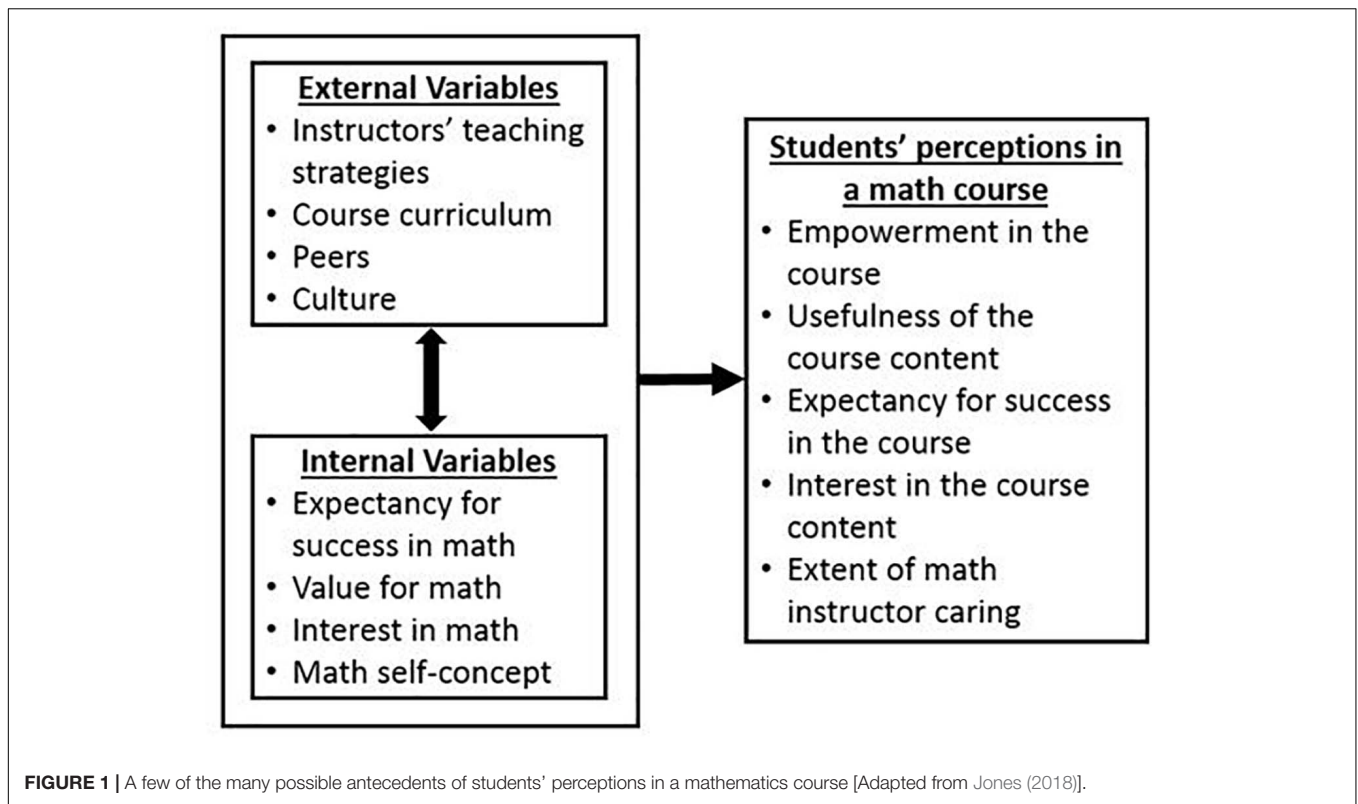 External Variables
• Instructors' teaching
strategies
• Course curriculum
• Peers
• Culture
Internal Variables
• Expectancy for
success in math
• Value for math
• Interest in math
• Math self-concept
Students' perceptions in
a math course
• Empowerment in the
course
• Usefulness of the
course content
• Expectancy for success
in the course
• Interest in the course
content
• Extent of math
instructor caring
FIGURE 1 | A few of the many possible antecedents of students' perceptions in a mathematics course [Adapted from Jones (2018)].